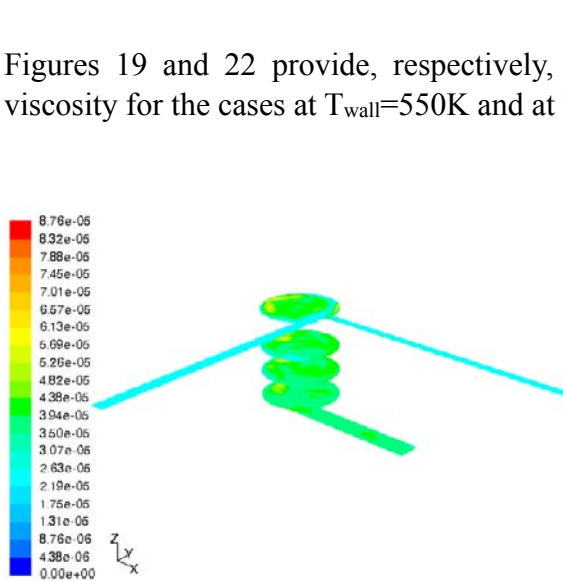 Figures 19 and 22 provide, respectively,
viscosity for the cases at Twall=550K and at
8.76e-05
8.32e-05
7.88e-05
7.45e-05
7.01e-05
6.57e-05
6.13e-05
5.69e-05
5.26e-05
4.82e-05
4.38e-05
3.94e-05
3.50e-05
3.07e-05
2.63e-05
2.19e-05
1.75e-05
1.31e-05
8.76e-06
4.38e-06
0.00e+00
Z
Y
X